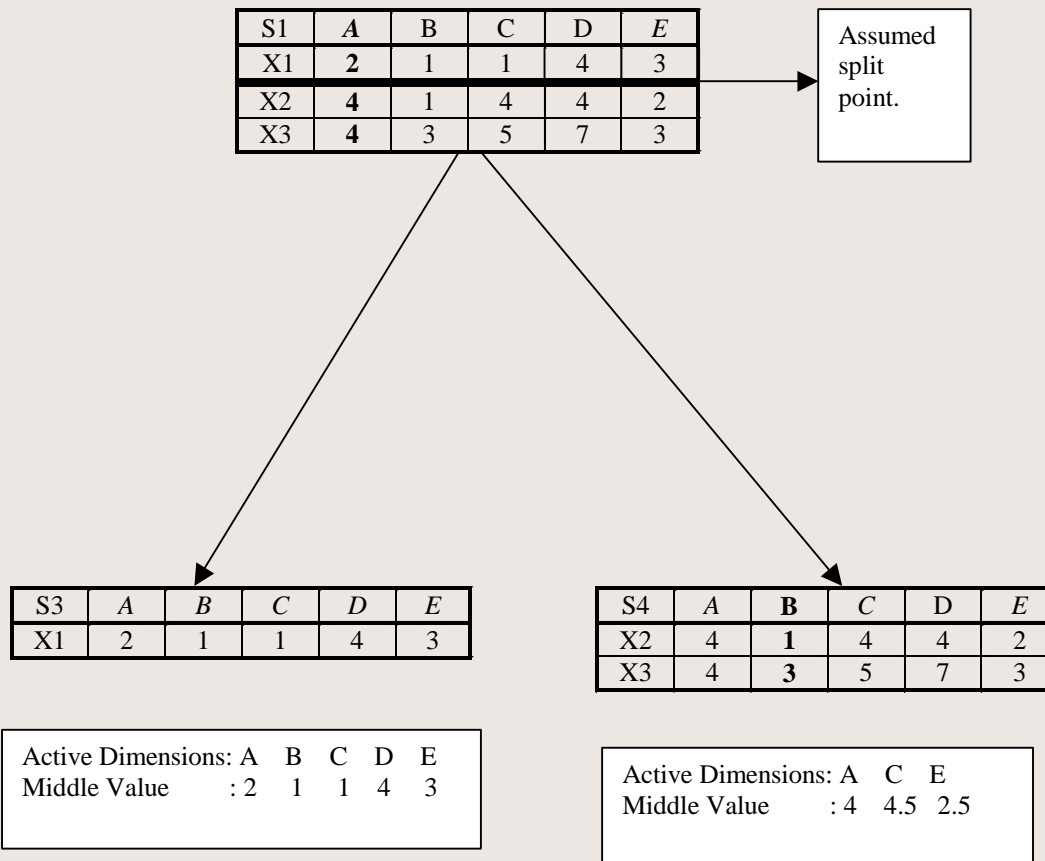 S1 A B C D E
X1 2 1 1 4 3
X2 4 1 4 4 2
X3 4 3 5 7 3
Assumed
split
point.
S3 A B C D E
X1 2 1 1 4 3
S4 A B C D E
X2 4 1 4 4 2
X3 4 3 5 7 3
Active Dimensions: A B C D E
Middle Value : 2 1 1 4 3
Active Dimensions: A C E
Middle Value : 4 4.5 2.5